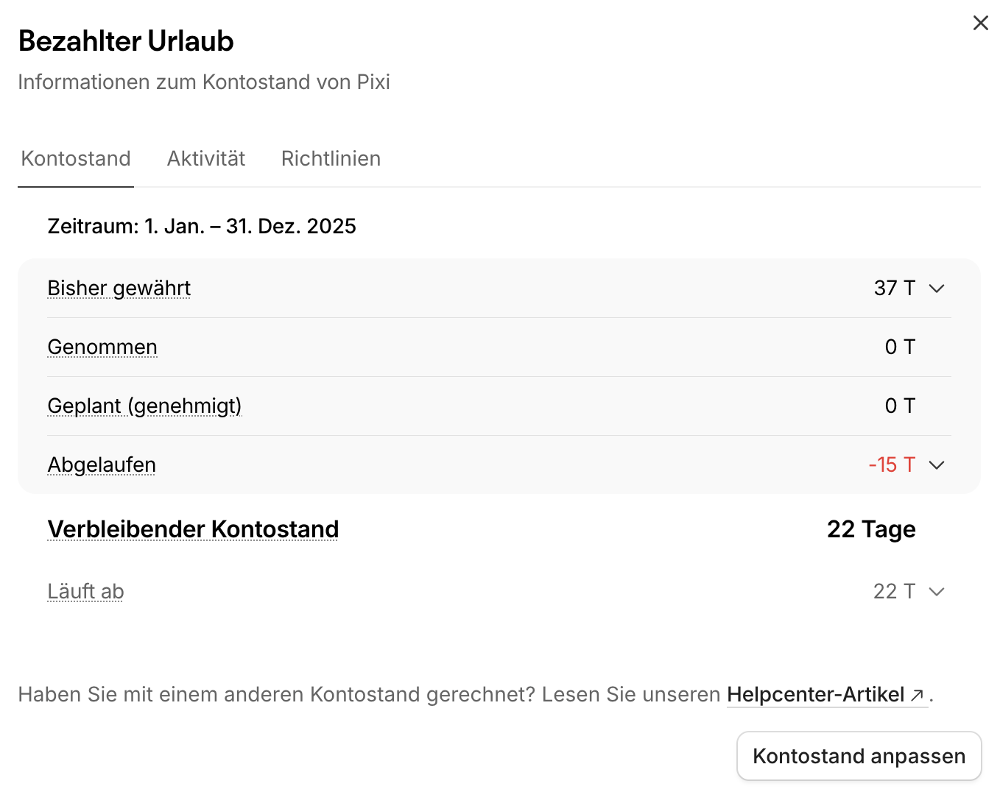 Bezahlter Urlaub
Informationen zum Kontostand von Pixi
Kontostand Aktivität Richtlinien
Zeitraum: 1. Jan. – 31. Dez. 2025
Bisher gewährt 37 T
Genommen 0 T
Geplant (genehmigt) 0 T
Abgelaufen -15 T
Verbleibender Kontostand 22 Tage
Läuft ab 22 T
Haben Sie mit einem anderen Kontostand gerechnet? Lesen Sie unseren Helpcenter-Artikel ↗.
Kontostand anpassen